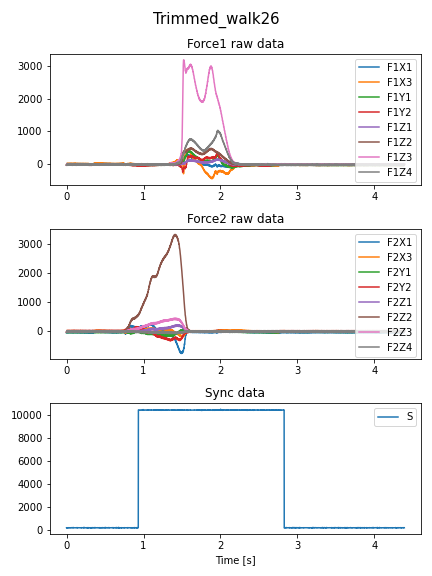 Trimmed_walk26
Force1 raw data
3000
2000
1000
0
F1X1
F1X3
F1Y1
F1Y2
F1Z1
F1Z2
F1Z3
F1Z4
0 1 2 3 4
Force2 raw data
3000
2000
1000
0
F2X1
F2X3
F2Y1
F2Y2
F2Z1
F2Z2
F2Z3
F2Z4
0 1 2 3 4
Sync data
10000
8000
6000
4000
2000
0
S
0 1 2 3 4
Time [s]